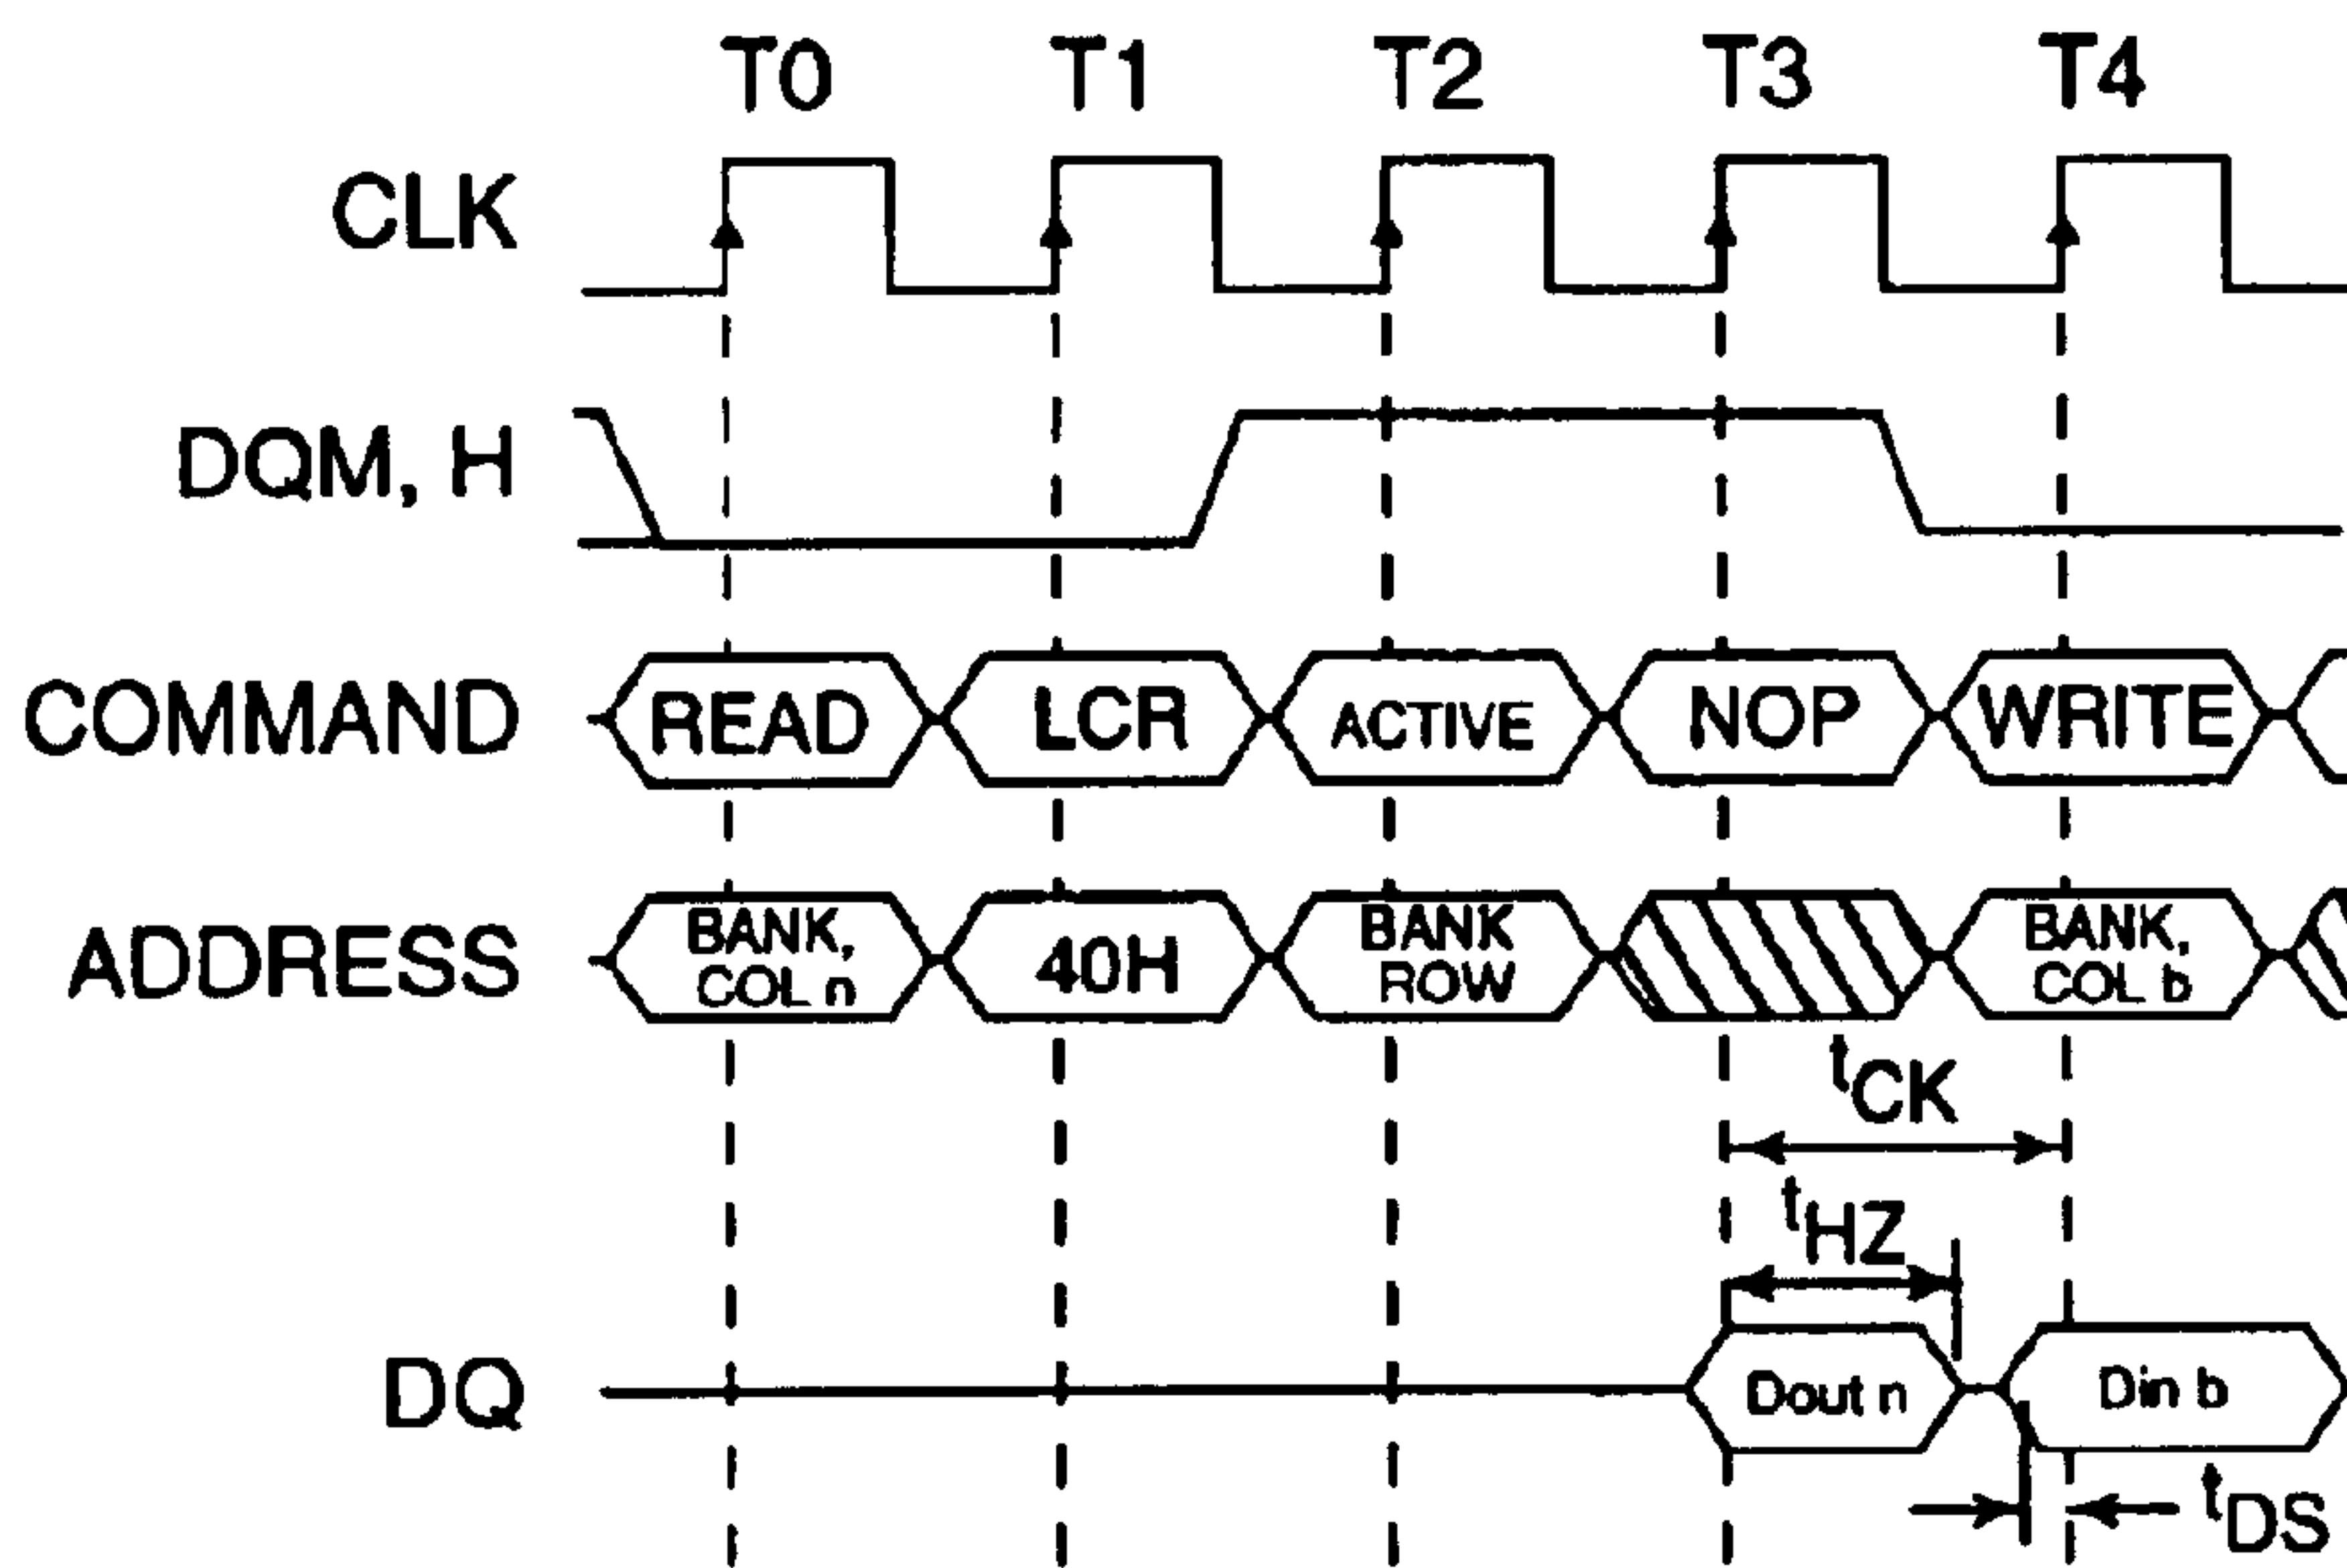 T0 T1 T2 T3 T4
CLK
DQM, H
COMMAND READ LCR ACTIVE NOP WRITE
ADDRESS BANK, COL n 40H BANK ROW BANK, COL b
tCK
tHZ
DQ Dout n Din b
tDS